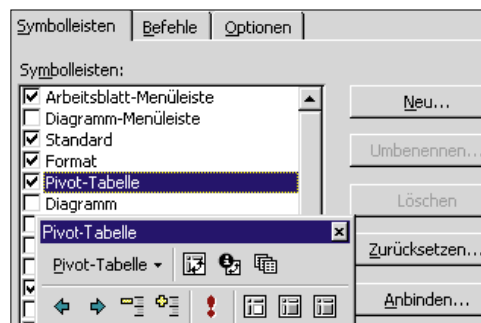 Symbolleisten Befehle Optionen
Symbolleisten:
Arbeitsblatt-Menüleiste
Diagramm-Menüleiste
Standard
Format
Pivot-Tabelle
Diagramm
Pivot-Tabelle
Pivot-Tabelle
Neu...
Umbenennen...
Löschen
Zurücksetzen...
Anbinden...